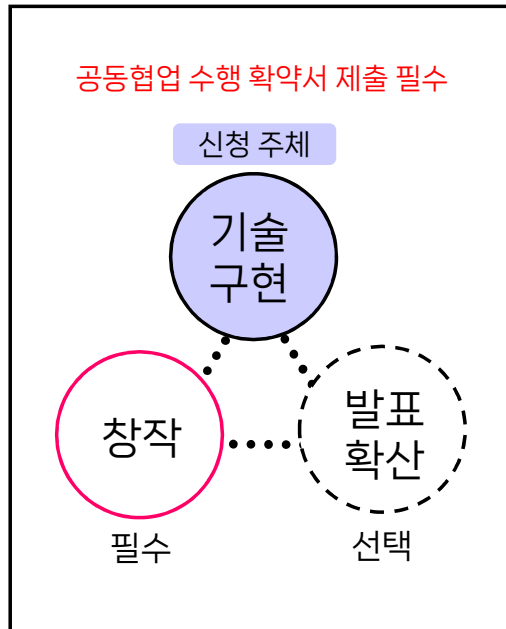 공동협업 수행 확약서 제출 필수
신청 주체
기술
구현
창작
발표
확산
필수
선택